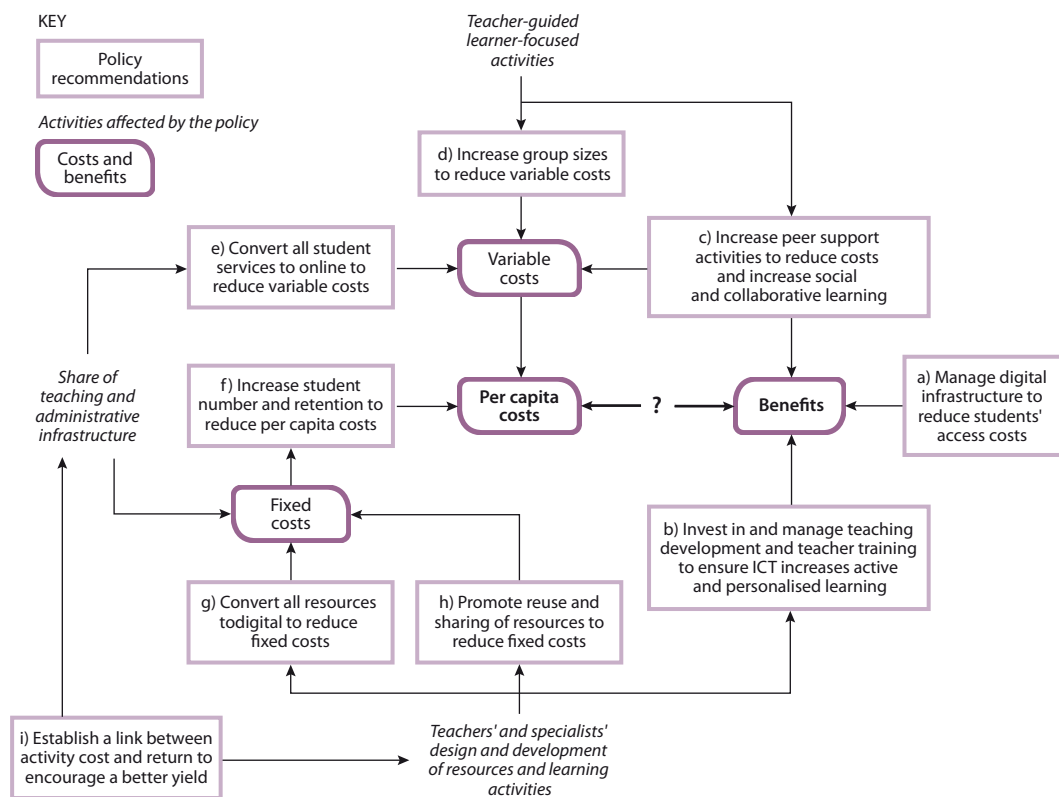 KEY
Policy
recommendations
Activities affected by the policy
Costs and
benefits
Teacher-guided
learner-focused
activities
d) Increase group sizes
to reduce variable costs
e) Convert all student
services to online to
reduce variable costs
Variable
costs
c) Increase peer support
activities to reduce costs
and increase social
and collaborative learning
Share of
teaching and
administrative
infrastructure
f) Increase student
number and retention to
reduce per capita costs
Per capita
costs
?
Benefits
a) Manage digital
infrastructure to
reduce students'
access costs
Fixed
costs
b) Invest in and manage teaching
development and teacher training
to ensure ICT increases active
and personalised learning
g) Convert all resources
todigital to reduce
fixed costs
h) Promote reuse and
sharing of resources to
reduce fixed costs
i) Establish a link between
activity cost and return to
encourage a better yield
Teachers' and specialists'
design and development
of resources and learning
activities